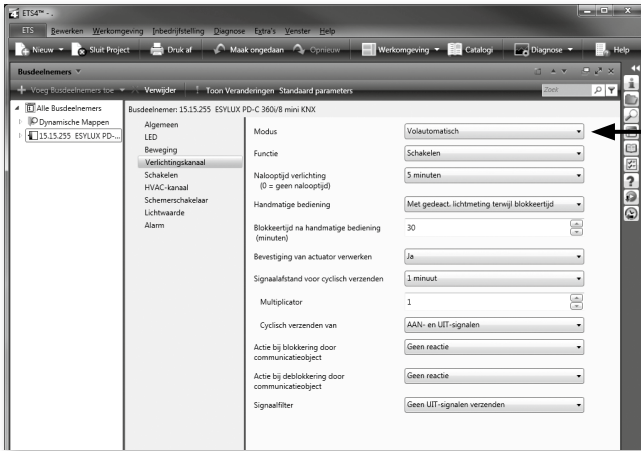 ETS4™ - .
ETS Bewerken Werkomgeving Inbedrijfstelling Diagnose Extra's Venster Help
Nieuw Sluit Project Druk af Maak ongedaan Opnieuw Werkomgeving Catalogi Diagnose Help
Busdeelnemers
Voeg Busdeelnemers toe Verwijder Toon Veranderingen Standaard parameters Zoek
Alle Busdeelnemers
Dynamische Mappen
15.15.255 ESYLUX PD-...
Busdeelnemer: 15.15.255 ESYLUX PD-C 360i/8 mini KNX
Algemeen
LED
Beweging
Verlichtingskanaal
Schakelen
HVAC-kanaal
Schemerschakelaar
Lichtwaarde
Alarm
Modus Volautomatisch
Functie Schakelen
Nalooptijd verlichting 5 minuten
(0 = geen nalooptijd)
Handmatige bediening Met gedeact. lichtmeting terwijl blokkeertijd
Blokkeertijd na handmatige bediening 30
(minuten)
Bevestiging van actuator verwerken Ja
Signaalafstand voor cyclisch verzenden 1 minuut
Multiplicator 1
Cyclisch verzenden van AAN- en UIT-signalen
Actie bij blokkering door Geen reactie
communicatieobject
Actie bij deblokkering door Geen reactie
communicatieobject
Signaalfilter Geen UIT-signalen verzenden